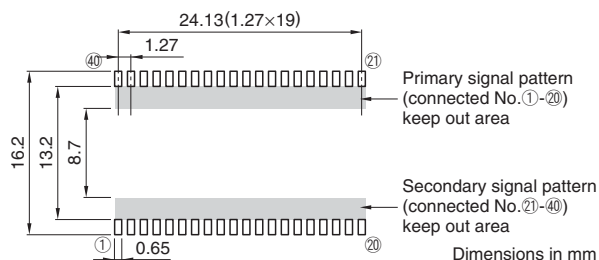 24.13(1.27×19)
㊵
1.27
㉑
Primary signal pattern
(connected No.①-⑳)
keep out area
16.2
13.2
8.7
Secondary signal pattern
(connected No.㉑-㊵)
keep out area
①
0.65
⑳
Dimensions in mm